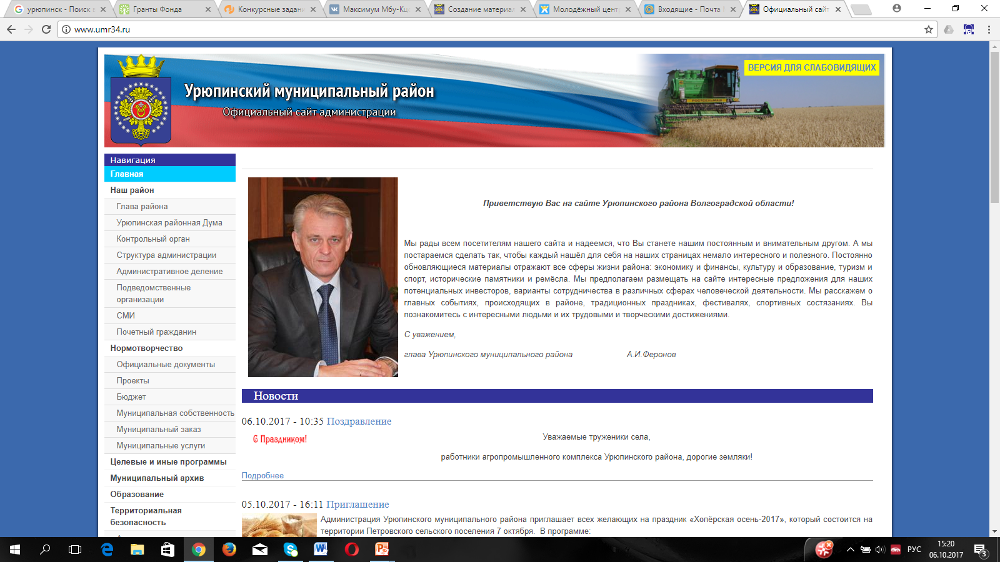 урюпинск - Поиск в
Гранты Фонда
Конкурсные задани
Максимум Мбу-Кцс
Создание материал
Молодёжный цент
Входящие - Почта
Официальный сайт
www.umr34.ru
ВЕРСИЯ ДЛЯ СЛАБОВИДЯЩИХ
Урюпинский муниципальный район
Официальный сайт администрации
РОСТСЕЛЬМАШ
Навигация
Главная
Наш район
Глава района
Урюпинская районная Дума
Контрольный орган
Структура администрации
Административное деление
Подведомственные
организации
СМИ
Почетный гражданин
Нормотворчество
Официальные документы
Проекты
Бюджет
Муниципальная собственность
Муниципальный заказ
Муниципальные услуги
Целевые и иные программы
Муниципальный архив
Образование
Территориальная
безопасность
Приветствую Вас на сайте Урюпинского района Волгоградской области!
Мы рады всем посетителям нашего сайта и надеемся, что Вы станете нашим постоянным и внимательным другом. А мы
постараемся сделать так, чтобы каждый нашёл для себя на наших страницах немало интересного и полезного. Постоянно
обновляющиеся материалы отражают все сферы жизни района: экономику и финансы, культуру и образование, туризм и
спорт, исторические памятники и ремёсла. Мы предполагаем размещать на сайте интересные предложения для наших
потенциальных инвесторов, варианты сотрудничества в различных сферах человеческой деятельности. Мы расскажем о
главных событиях, происходящих в районе, традиционных праздниках, фестивалях, спортивных состязаниях. Вы
познакомитесь с интересными людьми и их трудовыми и творческими достижениями.
С уважением,
глава Урюпинского муниципального района А.И.Феронов
Новости
06.10.2017 - 10:35 Поздравление
С Праздником!
Уважаемые труженики села,
работники агропромышленного комплекса Урюпинского района, дорогие земляки!
Подробнее
05.10.2017 - 16:11 Приглашение
Администрация Урюпинского муниципального района приглашает всех желающих на праздник «Хопёрская осень-2017», который состоится на
территории Петровского сельского поселения 7 октября. В программе:
РУС
15:20
06.10.2017
3